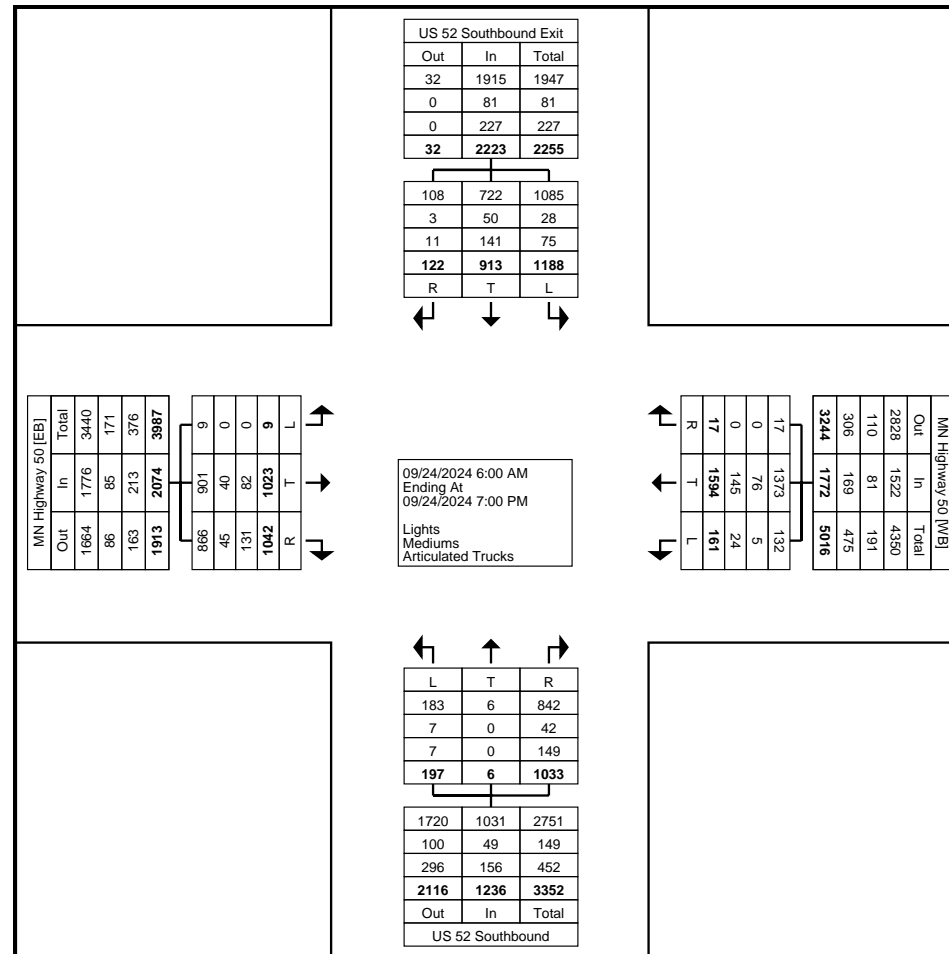 US 52 Southbound Exit
Out In Total
32 1915 1947
0 81 81
0 227 227
32 2223 2255
108 722 1085
3 50 28
11 141 75
122 913 1188
R T L
MN Highway 50 [EB]
Total In Out
3440 1776 1664
171 85 86
376 213 163
3987 2074 1913
9 901 866
0 40 45
0 82 131
9 1023 1042
L T R
09/24/2024 6:00 AM
Ending At
09/24/2024 7:00 PM
Lights
Mediums
Articulated Trucks
MN Highway 50 [WB]
Out In Total
2828 1522 4350
110 81 191
306 169 475
3244 1772 5016
17 1373 132
0 76 5
0 145 24
17 1594 161
R T L
L T R
183 6 842
7 0 42
7 0 149
197 6 1033
1720 1031 2751
100 49 149
296 156 452
2116 1236 3352
Out In Total
US 52 Southbound